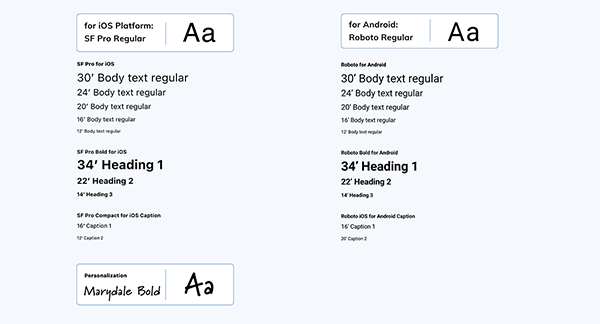 for iOS Platform:
SF Pro Regular
Aa
SF Pro for iOS
30′ Body text regular
24′ Body text regular
20′ Body text regular
16′ Body text regular
12′ Body text regular
SF Pro Bold for iOS
34′ Heading 1
22′ Heading 2
14′ Heading 3
SF Pro Compact for iOS Caption
16″ Caption 1
12″ Caption 2
Personalization
Marydale Bold
Aa
for Android:
Roboto Regular
Aa
Roboto for Android
30′ Body text regular
24′ Body text regular
20′ Body text regular
16′ Body text regular
12′ Body text regular
Roboto Bold for Android
34′ Heading 1
22′ Heading 2
14′ Heading 3
Roboto iOS for Android Caption
16′ Caption 1
20′ Caption 2